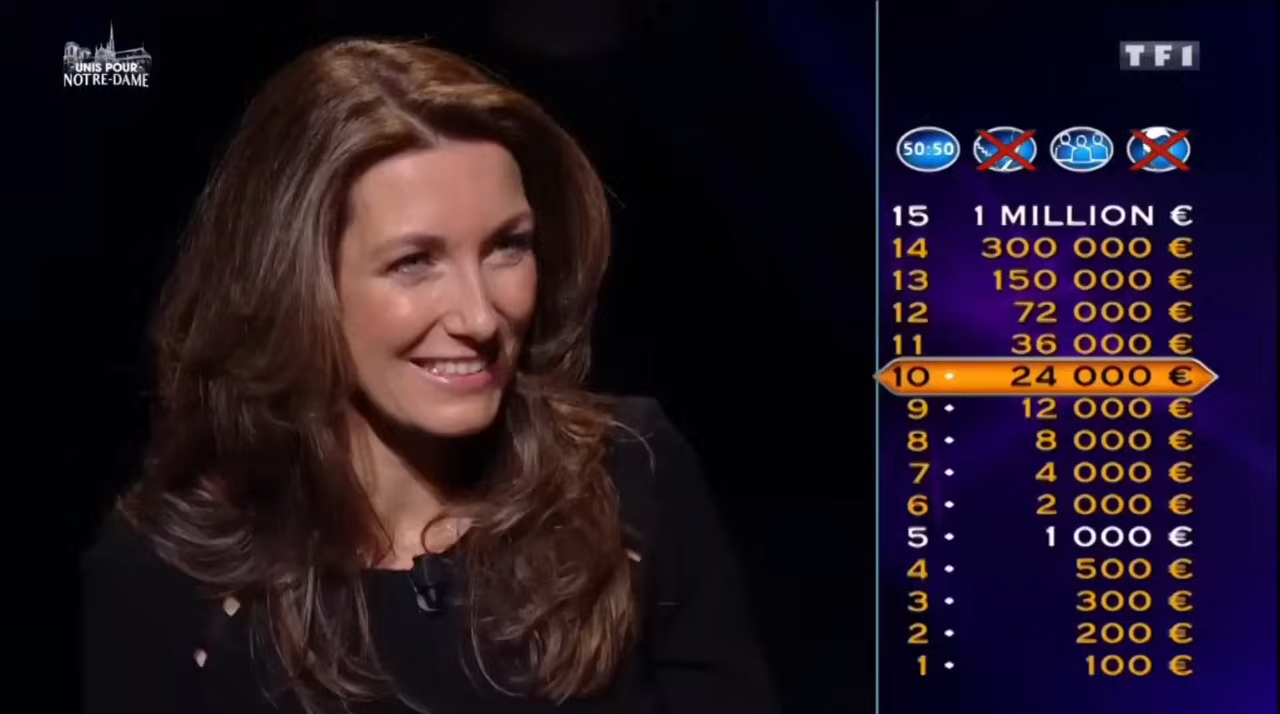 UNIS POUR
NOTRE-DAME
TF1
50:50
15 1 MILLION €
14 300 000 €
13 150 000 €
12 72 000 €
11 36 000 €
10 24 000 €
9 12 000 €
8 8 000 €
7 4 000 €
6 2 000 €
5 1 000 €
4 500 €
3 300 €
2 200 €
1 100 €